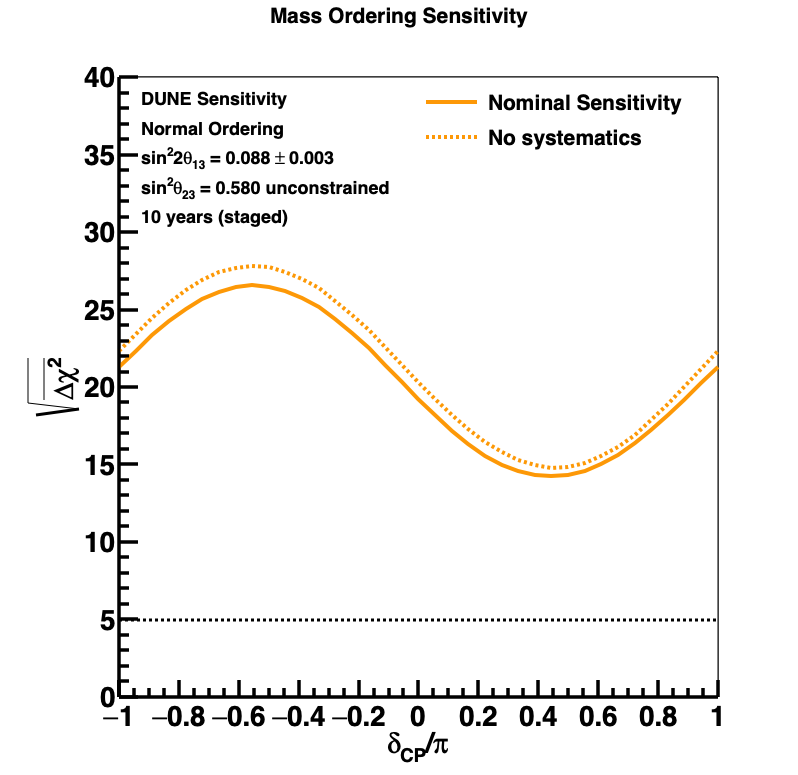 Mass Ordering Sensitivity
DUNE Sensitivity
Normal Ordering
sin²2θ₁₃ = 0.088 ± 0.003
sin²θ₂₃ = 0.580 unconstrained
10 years (staged)
Nominal Sensitivity
No systematics
40
35
30
25
20
15
10
5
0
√Δχ²
−1 −0.8 −0.6 −0.4 −0.2 0 0.2 0.4 0.6 0.8 1
δCP/π